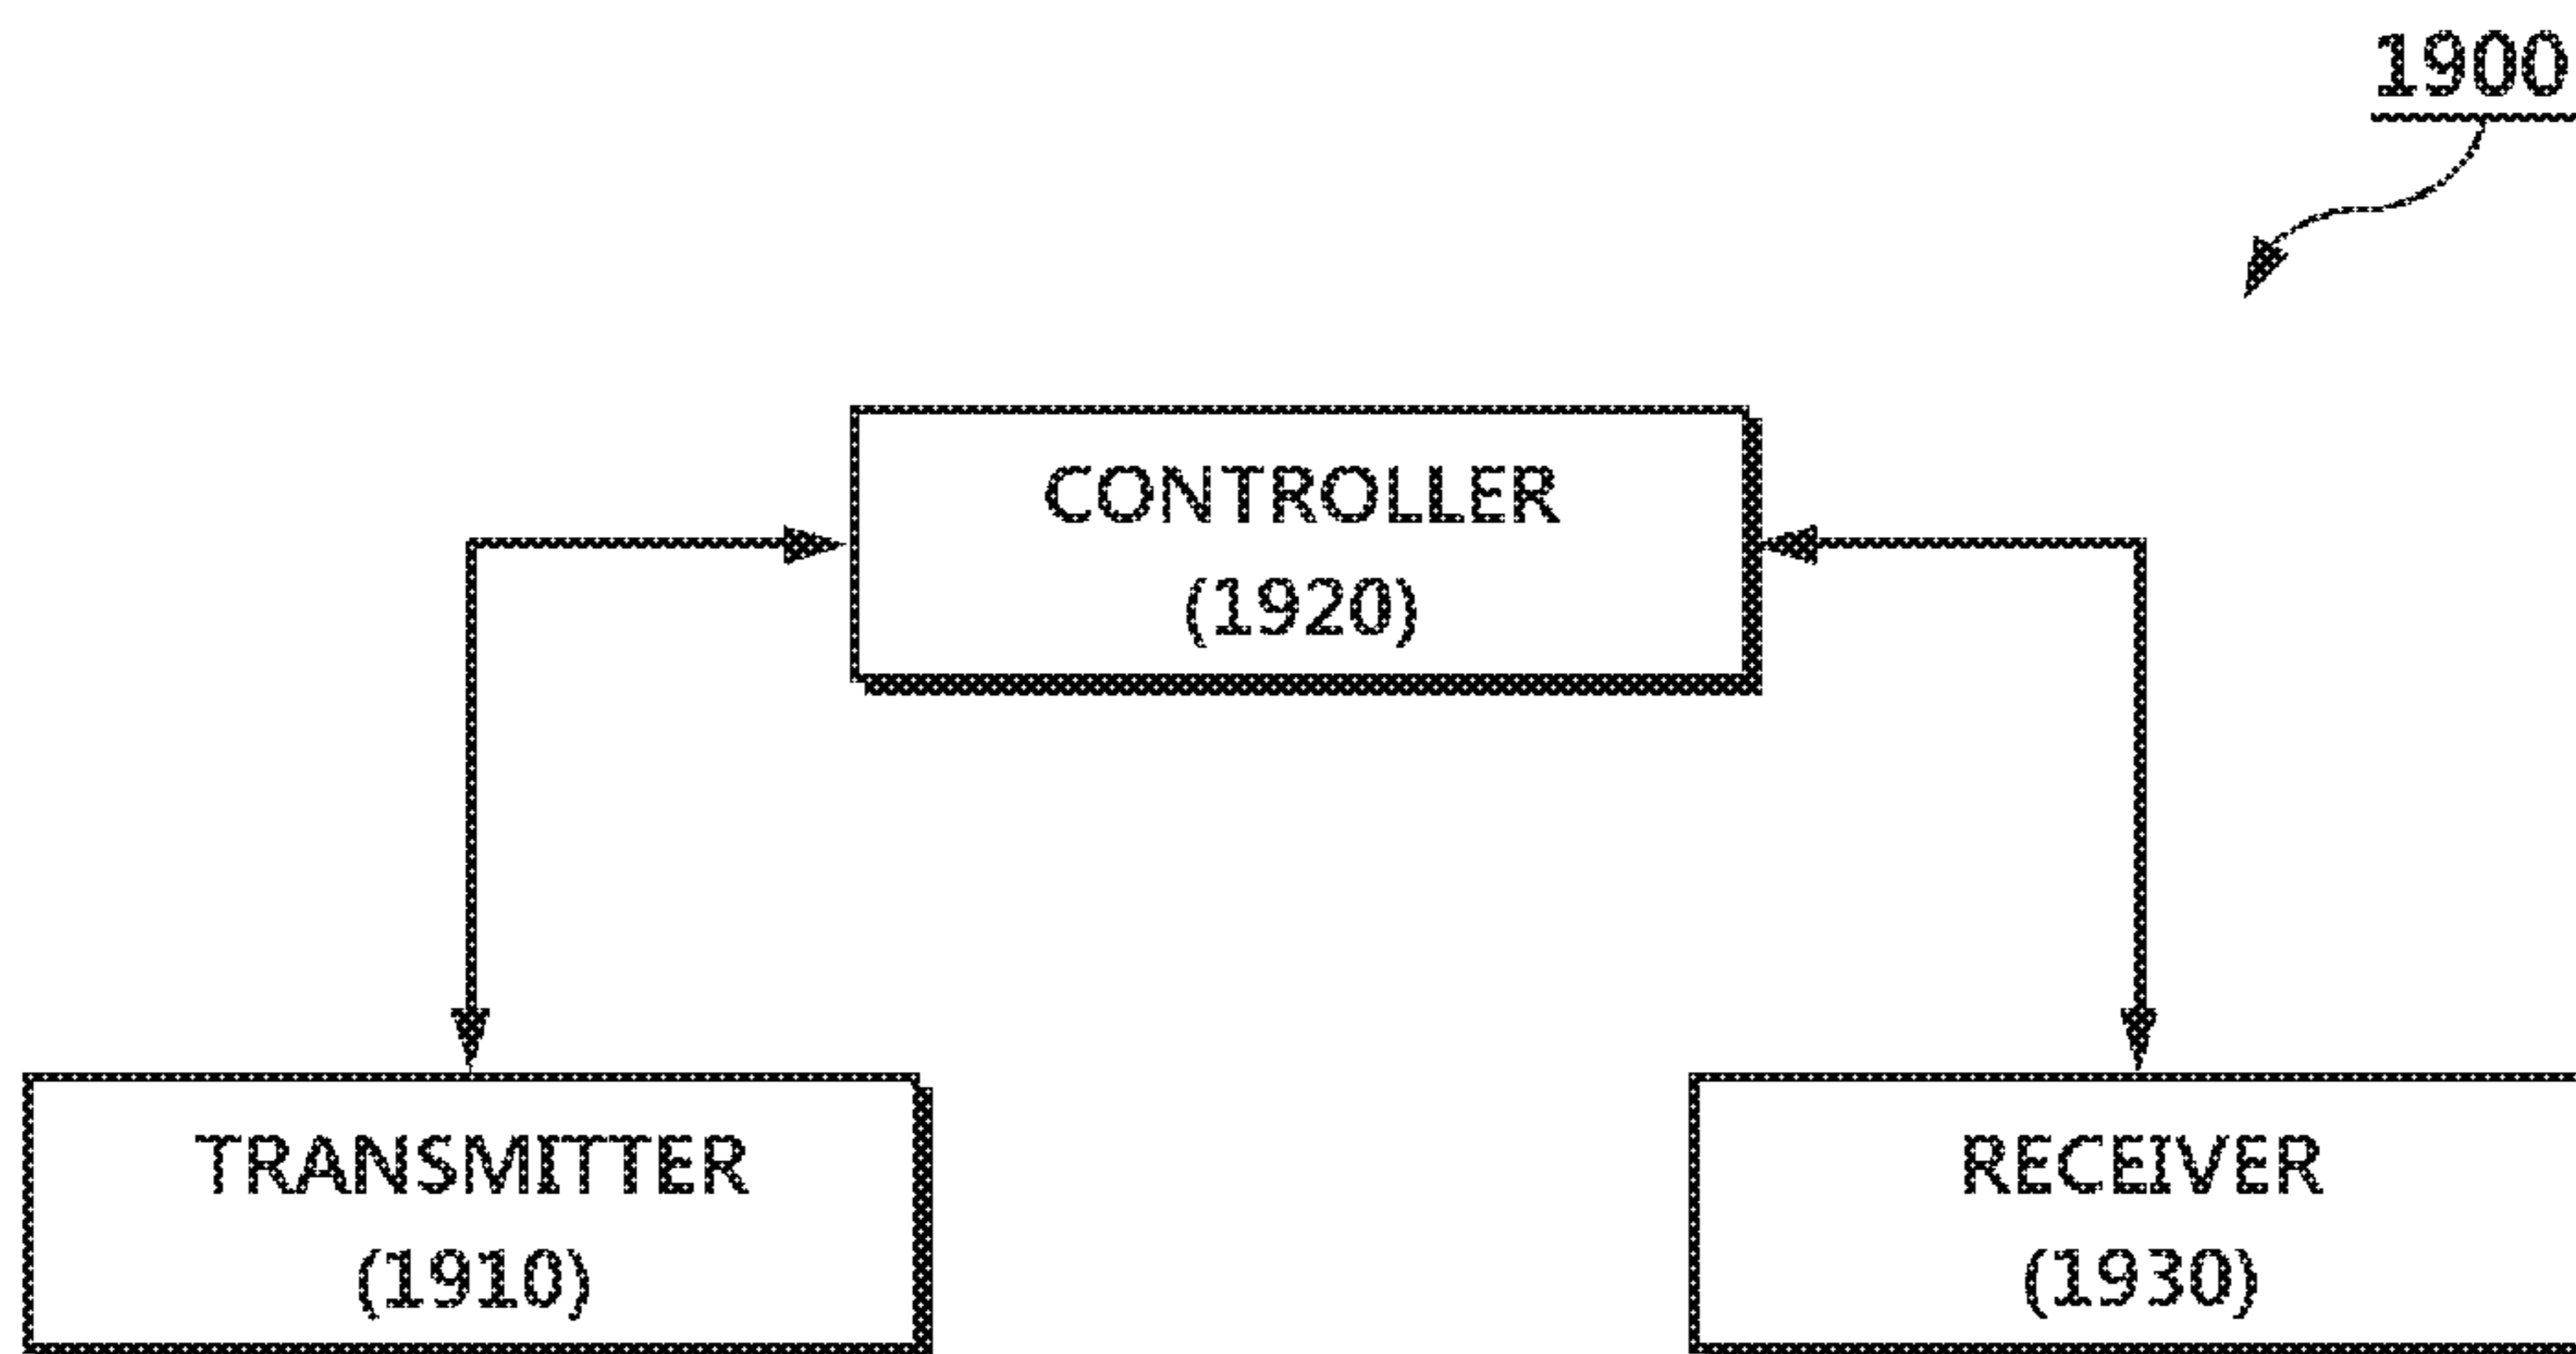 1900
CONTROLLER
(1920)
TRANSMITTER
(1910)
RECEIVER
(1930)